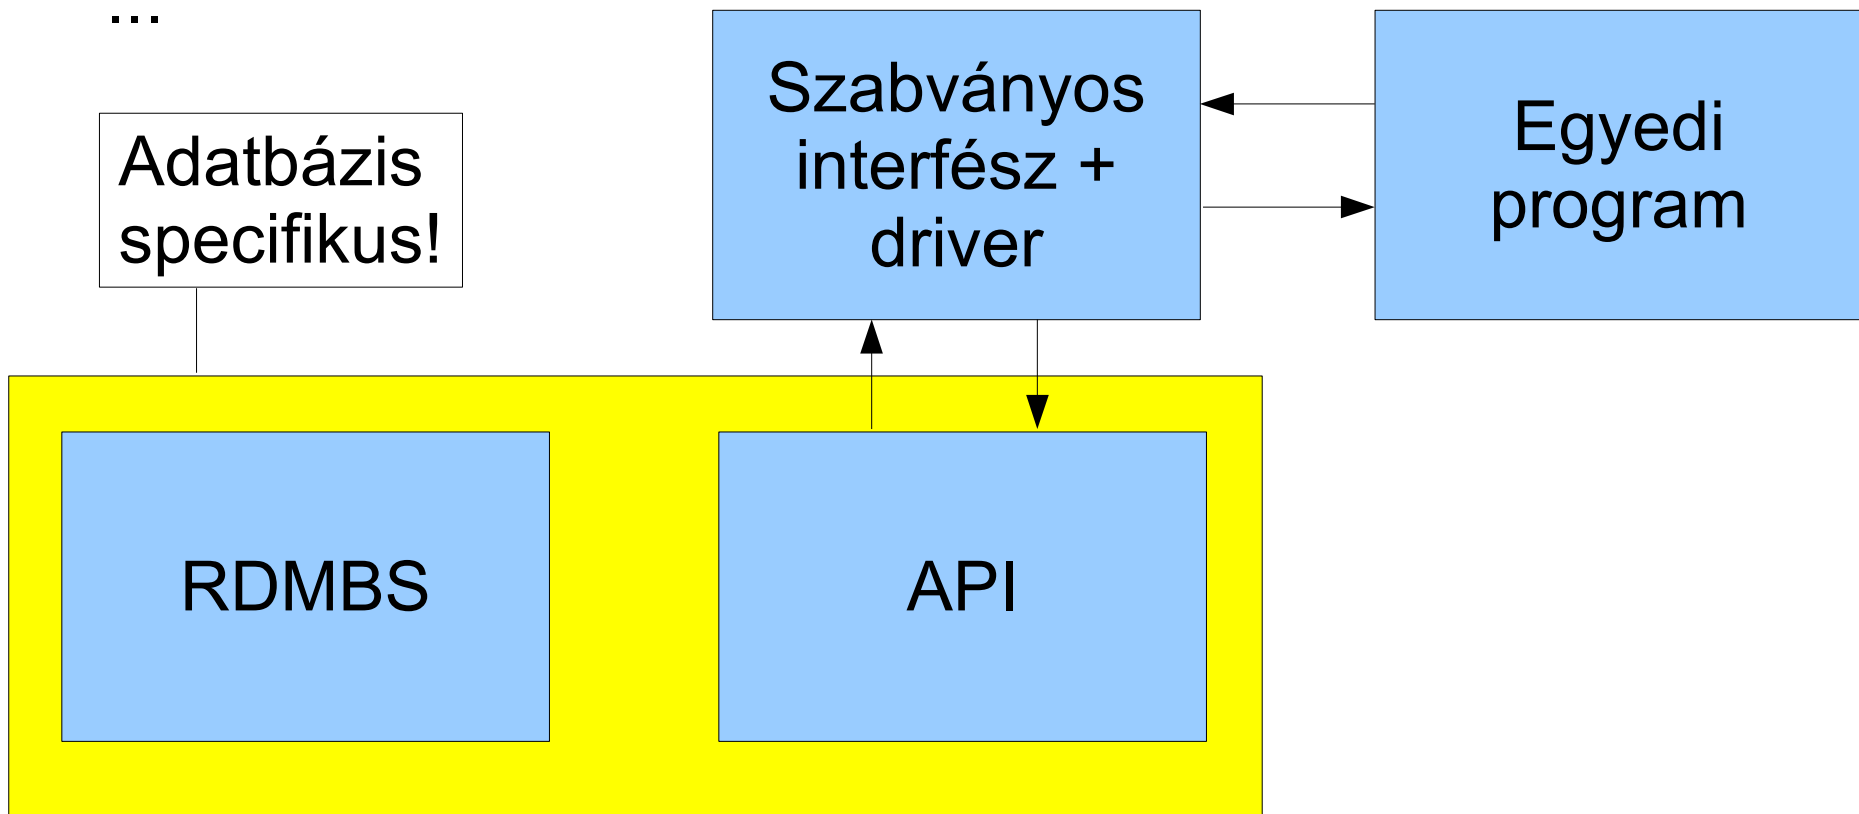 ...
Adatbázis
specifikus!
Szabványos
interfész +
driver
Egyedi
program
RDMBS
API